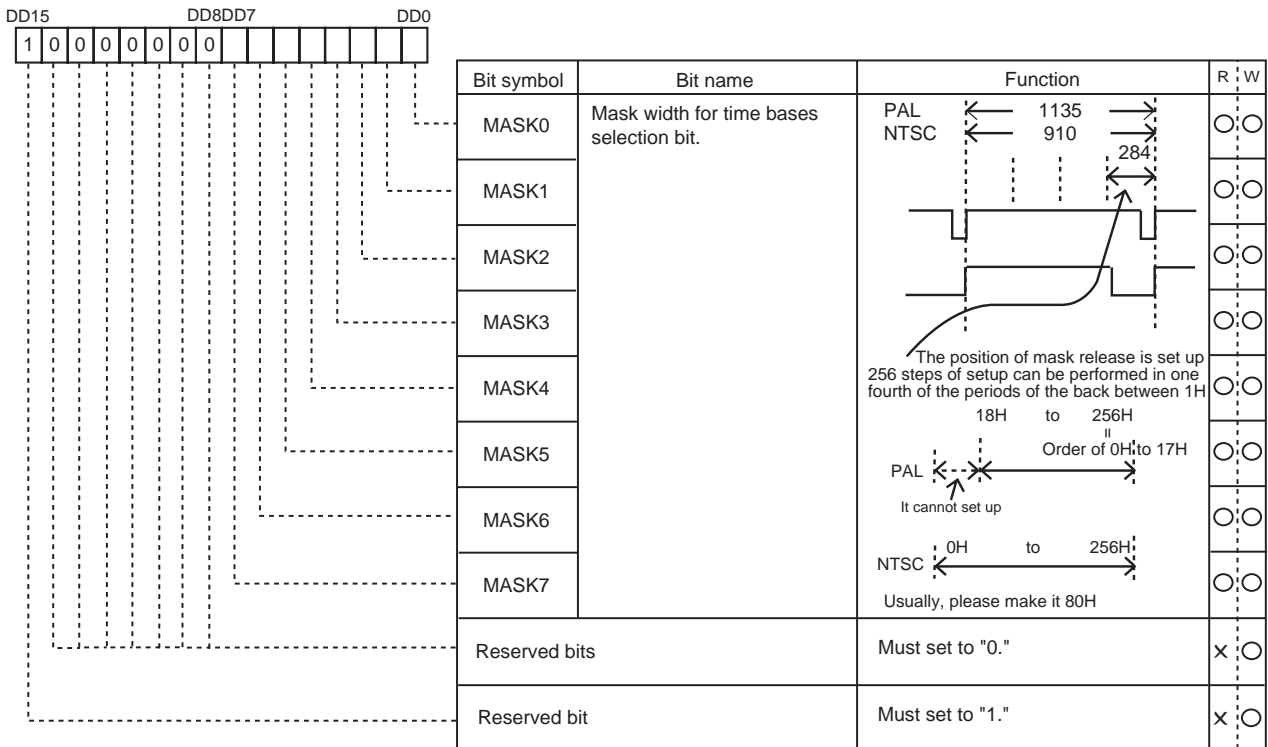 DD15 DD8DD7 DD0
1 0 0 0 0 0 0 0
Bit symbol Bit name Function R W
MASK0 Mask width for time bases
selection bit.
PAL 1135
NTSC 910
284
MASK1
MASK2
MASK3
The position of mask release is set up
256 steps of setup can be performed in one
fourth of the periods of the back between 1H
MASK4
18H to 256H
=
Order of 0H to 17H
MASK5
PAL
It cannot set up
MASK6
0H to 256H
NTSC
MASK7
Usually, please make it 80H
Reserved bits Must set to "0." x
Reserved bit Must set to "1." x